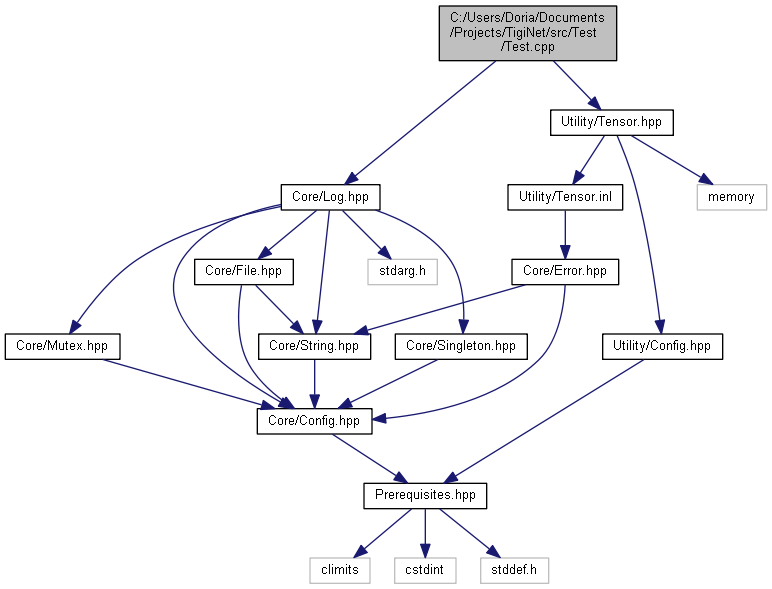 C:/Users/Doria/Documents
/Projects/TigiNet/src/Test
/Test.cpp
Utility/Tensor.hpp
Core/Log.hpp
Utility/Tensor.inl
memory
Core/File.hpp
stdarg.h
Core/Error.hpp
Core/Mutex.hpp
Core/String.hpp
Core/Singleton.hpp
Utility/Config.hpp
Core/Config.hpp
Prerequisites.hpp
climits
cstdint
stddef.h